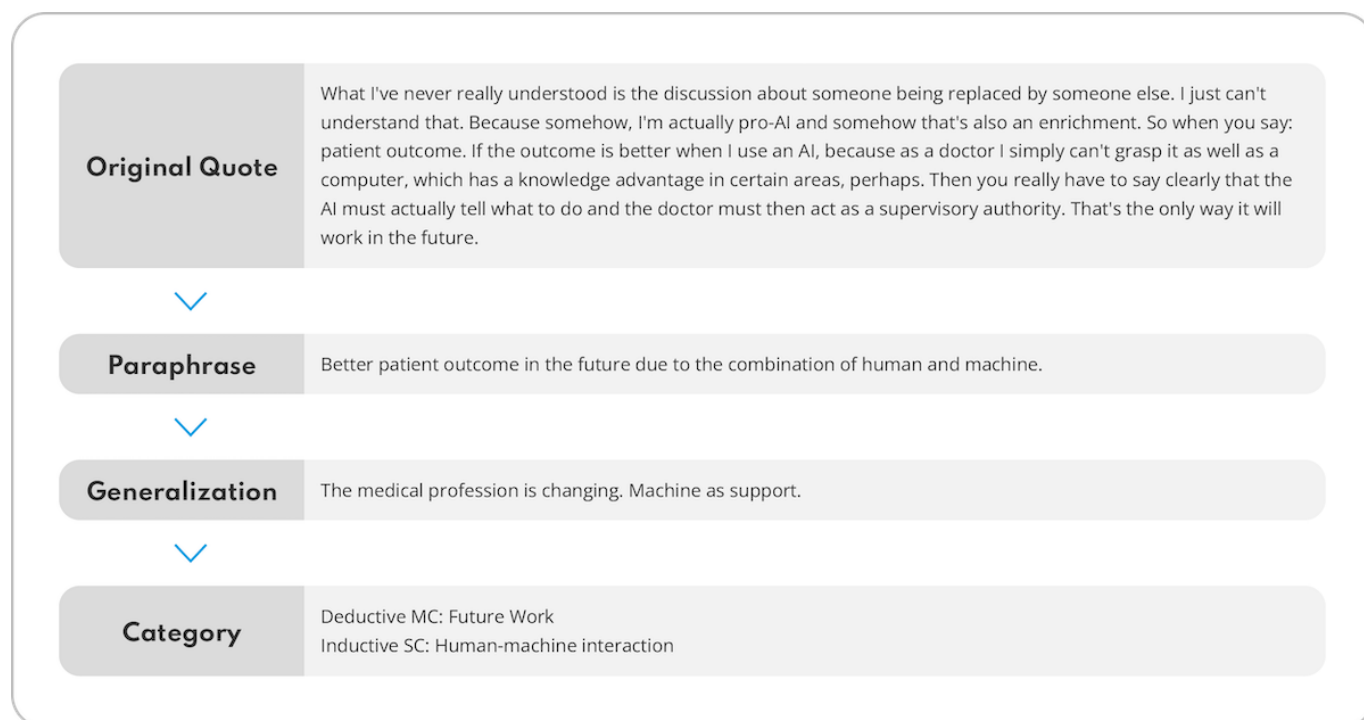 Original Quote
What I've never really understood is the discussion about someone being replaced by someone else. I just can't
understand that. Because somehow, I'm actually pro-AI and somehow that's also an enrichment. So when you say:
patient outcome. If the outcome is better when I use an AI, because as a doctor I simply can't grasp it as well as a
computer, which has a knowledge advantage in certain areas, perhaps. Then you really have to say clearly that the
AI must actually tell what to do and the doctor must then act as a supervisory authority. That's the only way it will
work in the future.
Paraphrase
Better patient outcome in the future due to the combination of human and machine.
Generalization
The medical profession is changing. Machine as support.
Category
Deductive MC: Future Work
Inductive SC: Human-machine interaction